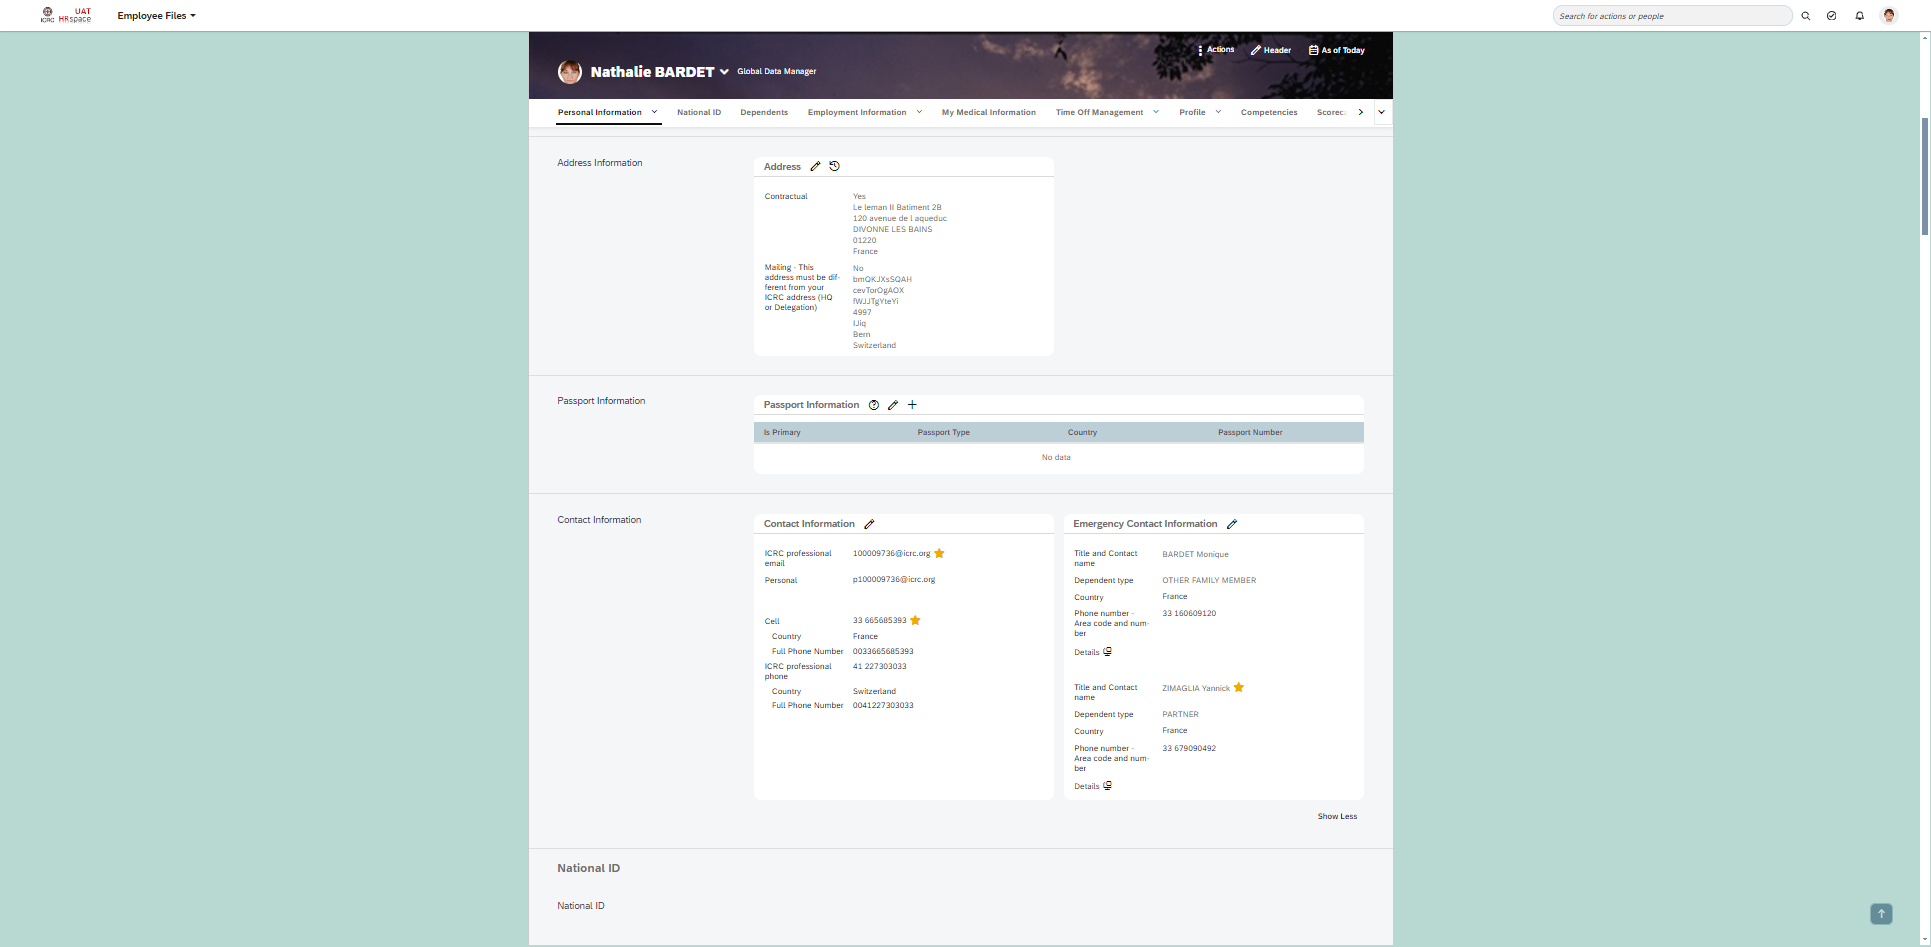 ICRC
UAT
HRspace
Employee Files
Search for actions or people
Actions
Header
As of Today
Nathalie BARDET
Global Data Manager
Personal Information
National ID
Dependents
Employment Information
My Medical Information
Time Off Management
Profile
Competencies
Scorec
Address Information
Address
Contractual
Yes
Le leman II Batiment 2B
120 avenue de l aqueduc
DIVONNE LES BAINS
01220
France
Mailing - This
address must be dif-
ferent from your
ICRC address (HQ
or Delegation)
No
bmQKJXsSQAH
cevTorOgAOX
fWJJTgYteYi
4997
IJiq
Bern
Switzerland
Passport Information
Passport Information
Is Primary
Passport Type
Country
Passport Number
No data
Contact Information
Contact Information
ICRC professional
email
100009736@icrc.org
Personal
p100009736@icrc.org
Cell
33 665685393
Country
France
Full Phone Number
0033665685393
ICRC professional
phone
41 227303033
Country
Switzerland
Full Phone Number
0041227303033
Emergency Contact Information
Title and Contact
name
BARDET Monique
Dependent type
OTHER FAMILY MEMBER
Country
France
Phone number -
Area code and num-
ber
33 160609120
Details
Title and Contact
name
ZIMAGLIA Yannick
Dependent type
PARTNER
Country
France
Phone number -
Area code and num-
ber
33 679090492
Details
Show Less
National ID
National ID